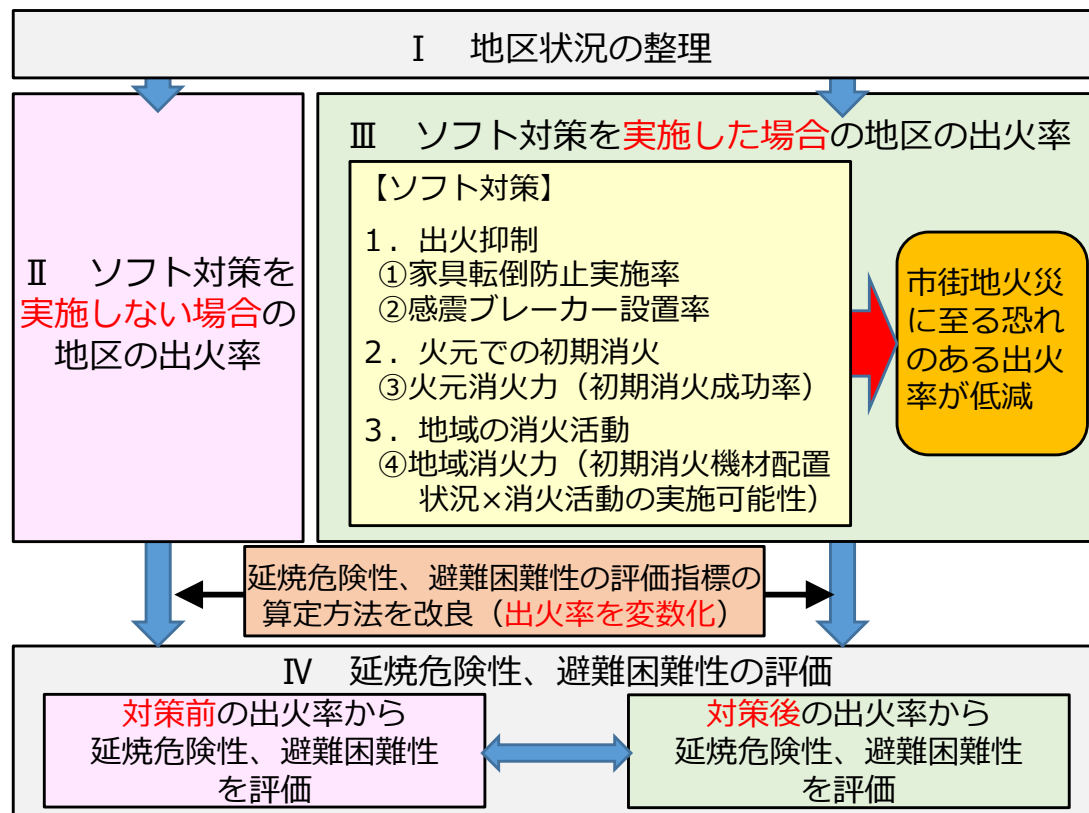 Ⅰ　地区状況の整理
Ⅱ　ソフト対策を
実施しない場合の
地区の出火率
Ⅲ　ソフト対策を実施した場合の地区の出火率
【ソフト対策】
１．出火抑制
①家具転倒防止実施率
②感震ブレーカー設置率
２．火元での初期消火
③火元消火力（初期消火成功率）
３．地域の消火活動
④地域消火力（初期消火機材配置
状況×消火活動の実施可能性）
市街地火災
に至る恐れ
のある出火
率が低減
延焼危険性、避難困難性の評価指標の
算定方法を改良（出火率を変数化）
Ⅳ　延焼危険性、避難困難性の評価
対策前の出火率から
延焼危険性、避難困難性
を評価
対策後の出火率から
延焼危険性、避難困難性
を評価